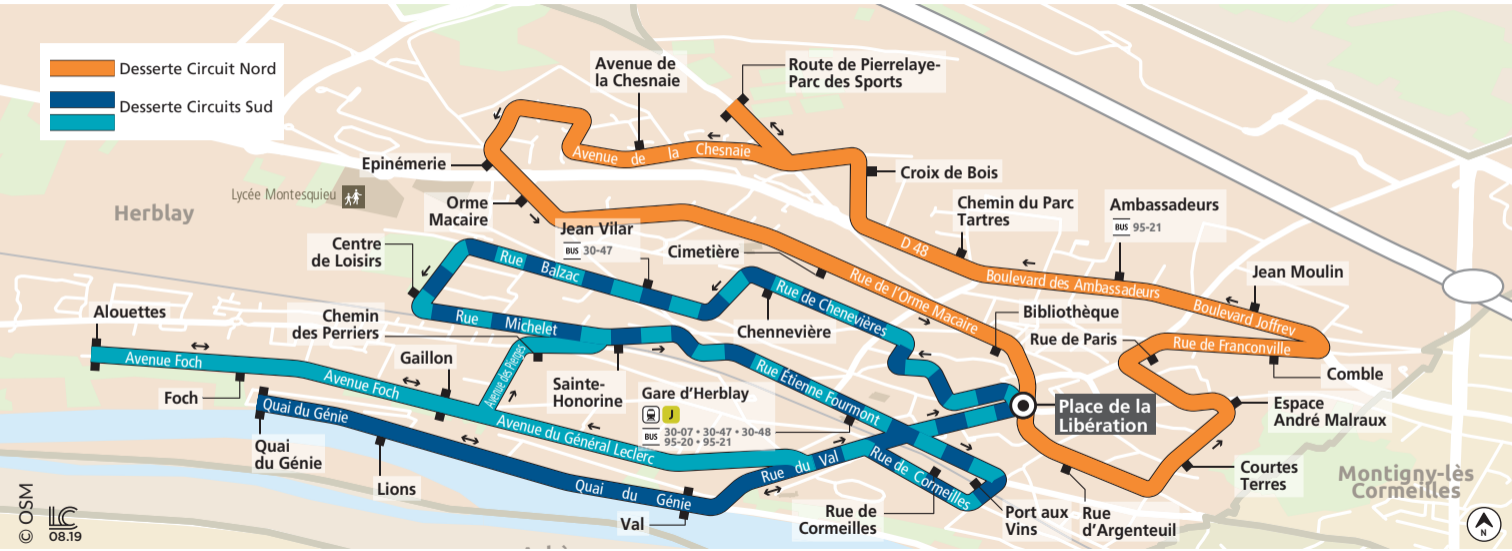 Desserte Circuit Nord
Desserte Circuits Sud
Avenue de
la Chesnaie
Route de Pierrelaye-
Parc des Sports
Avenue de la Chesnaie
Epinémerie
Croix de Bois
Lycée Montesquieu
Herblay
Orme
Macaire
Chemin du Parc
Tartres
Ambassadeurs
BUS 95-21
Jean Vilar
BUS 30-47
Centre
de Loisirs
Cimetière
D 48
Rue Balzac
Boulevard des Ambassadeurs
Jean Moulin
Rue de l'Orme Macaire
Rue de Chenevières
Boulevard Joffrey
Alouettes
Chemin
des Perriers
Rue Michelet
Chennevière
Bibliothèque
Rue de Paris
Rue de Franconville
Avenue Foch
Gaillon
Comble
Avenue Foch
Avenue des Pierges
Sainte-
Honorine
Rue Étienne Fourmont
Foch
Gare d'Herblay
J
BUS 30-07 • 30-47 • 30-48
95-20 • 95-21
Place de la
Libération
Espace
André Malraux
Quai du Génie
Avenue du Général Leclerc
Quai
du Génie
Rue du Val
Rue de Cormeilles
Courtes
Terres
Montigny-lès
Cormeilles
Lions
Quai du Génie
Val
Rue de
Cormeilles
Port aux
Vins
Rue
d'Argenteuil
© OSM
LC
08.19
N